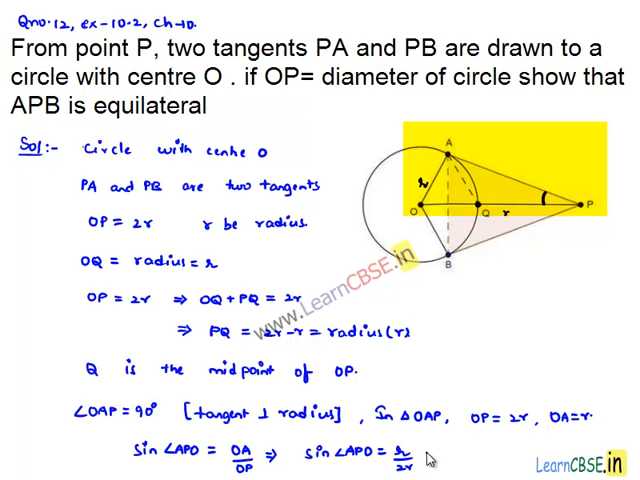 Qno.12, ex-10.2, ch-10.
From point P, two tangents PA and PB are drawn to a
circle with centre O . if OP= diameter of circle show that
APB is equilateral
Sol:- Circle with centre O
PA and PB are two tangents
OP = 2r r be radius.
OQ = radius = r
OP = 2r ⇒ OQ + PQ = 2r
⇒ PQ = 2r - r = radius (r)
Q is the midpoint of OP.
∠OAP = 90° [tangent ⊥ radius], In △OAP, OP = 2r, OA = r.
Sin ∠APO = OA/OP ⇒ Sin ∠APO = r/2r
A
r
O
Q
r
P
B
www.LearnCBSE.in
LearnCBSE.in